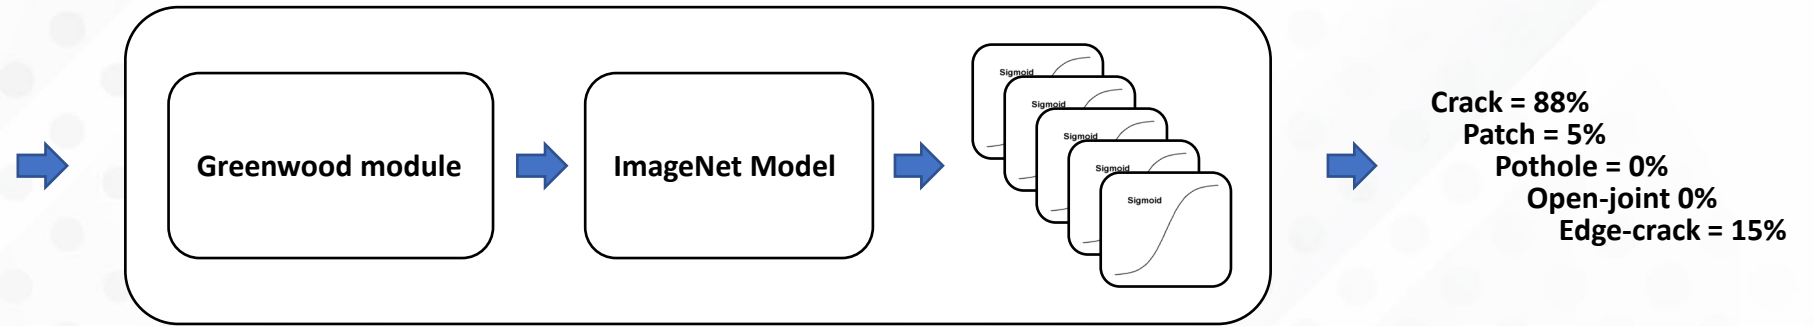 Greenwood module
ImageNet Model
Sigmoid
Sigmoid
Sigmoid
Sigmoid
Sigmoid
Crack = 88%
Patch = 5%
Pothole = 0%
Open-joint 0%
Edge-crack = 15%